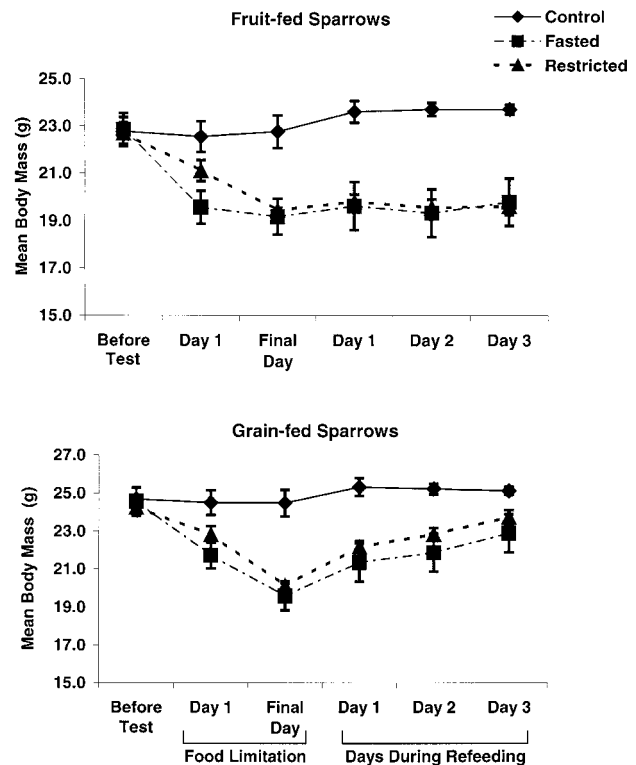 Fruit-fed Sparrows
Control
Fasted
Restricted
Mean Body Mass (g)
25.0
23.0
21.0
19.0
17.0
15.0
Before Test
Day 1
Final Day
Day 1
Day 2
Day 3
Grain-fed Sparrows
Mean Body Mass (g)
27.0
25.0
23.0
21.0
19.0
17.0
15.0
Before Test
Day 1
Final Day
Day 1
Day 2
Day 3
Food Limitation
Days During Refeeding